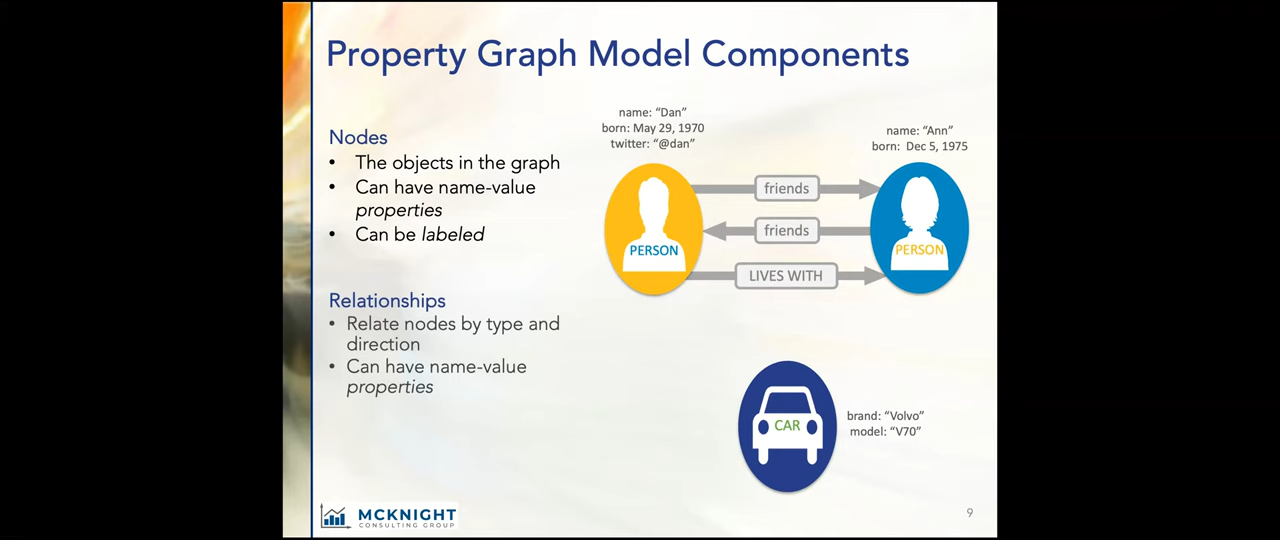 Property Graph Model Components
Nodes
• The objects in the graph
• Can have name-value
properties
• Can be labeled
Relationships
• Relate nodes by type and
direction
• Can have name-value
properties
name: “Dan”
born: May 29, 1970
twitter: “@dan”
name: “Ann”
born: Dec 5, 1975
friends
friends
LIVES WITH
PERSON
PERSON
CAR
brand: “Volvo”
model: “V70”
MCKNIGHT
CONSULTING GROUP
9